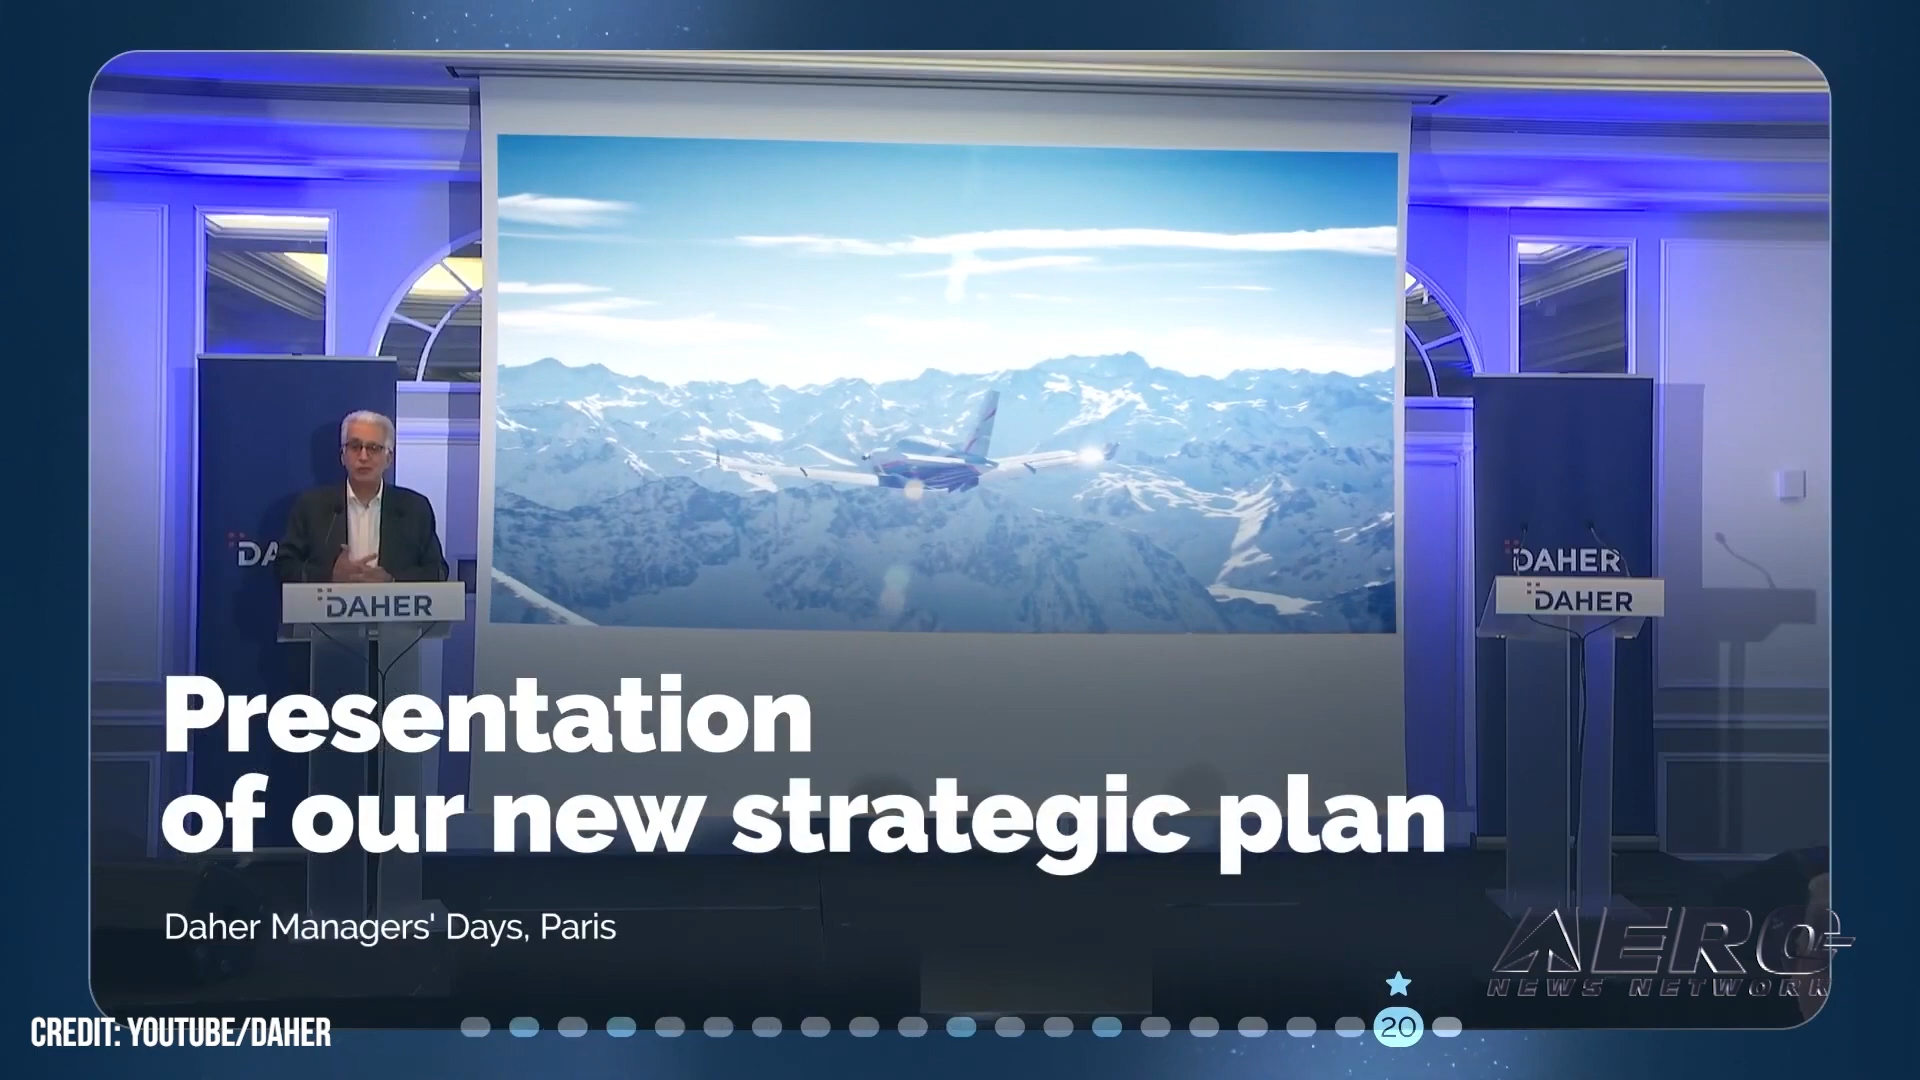 DA
DAHER
DAHER
DAHER
Presentation
of our new strategic plan
Daher Managers' Days, Paris
AERO
NEWS NETWORK
CREDIT: YOUTUBE/DAHER
20